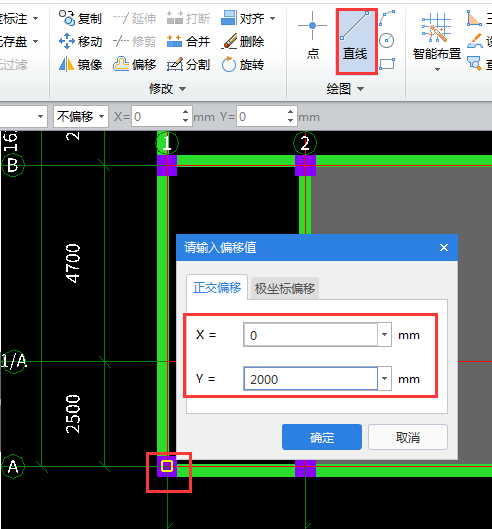 度标注 复制 延伸 打断 对齐
元存盘 移动 修剪 合并 删除 点 直线 智能布置
无过滤 镜像 偏移 分割 旋转
修改 绘图
不偏移 X= 0 mm Y= 0 mm
1 2
B
请输入偏移值
正交偏移 极坐标偏移
4700
X = 0 mm
1/A
Y = 2000 mm
2500
确定 取消
A